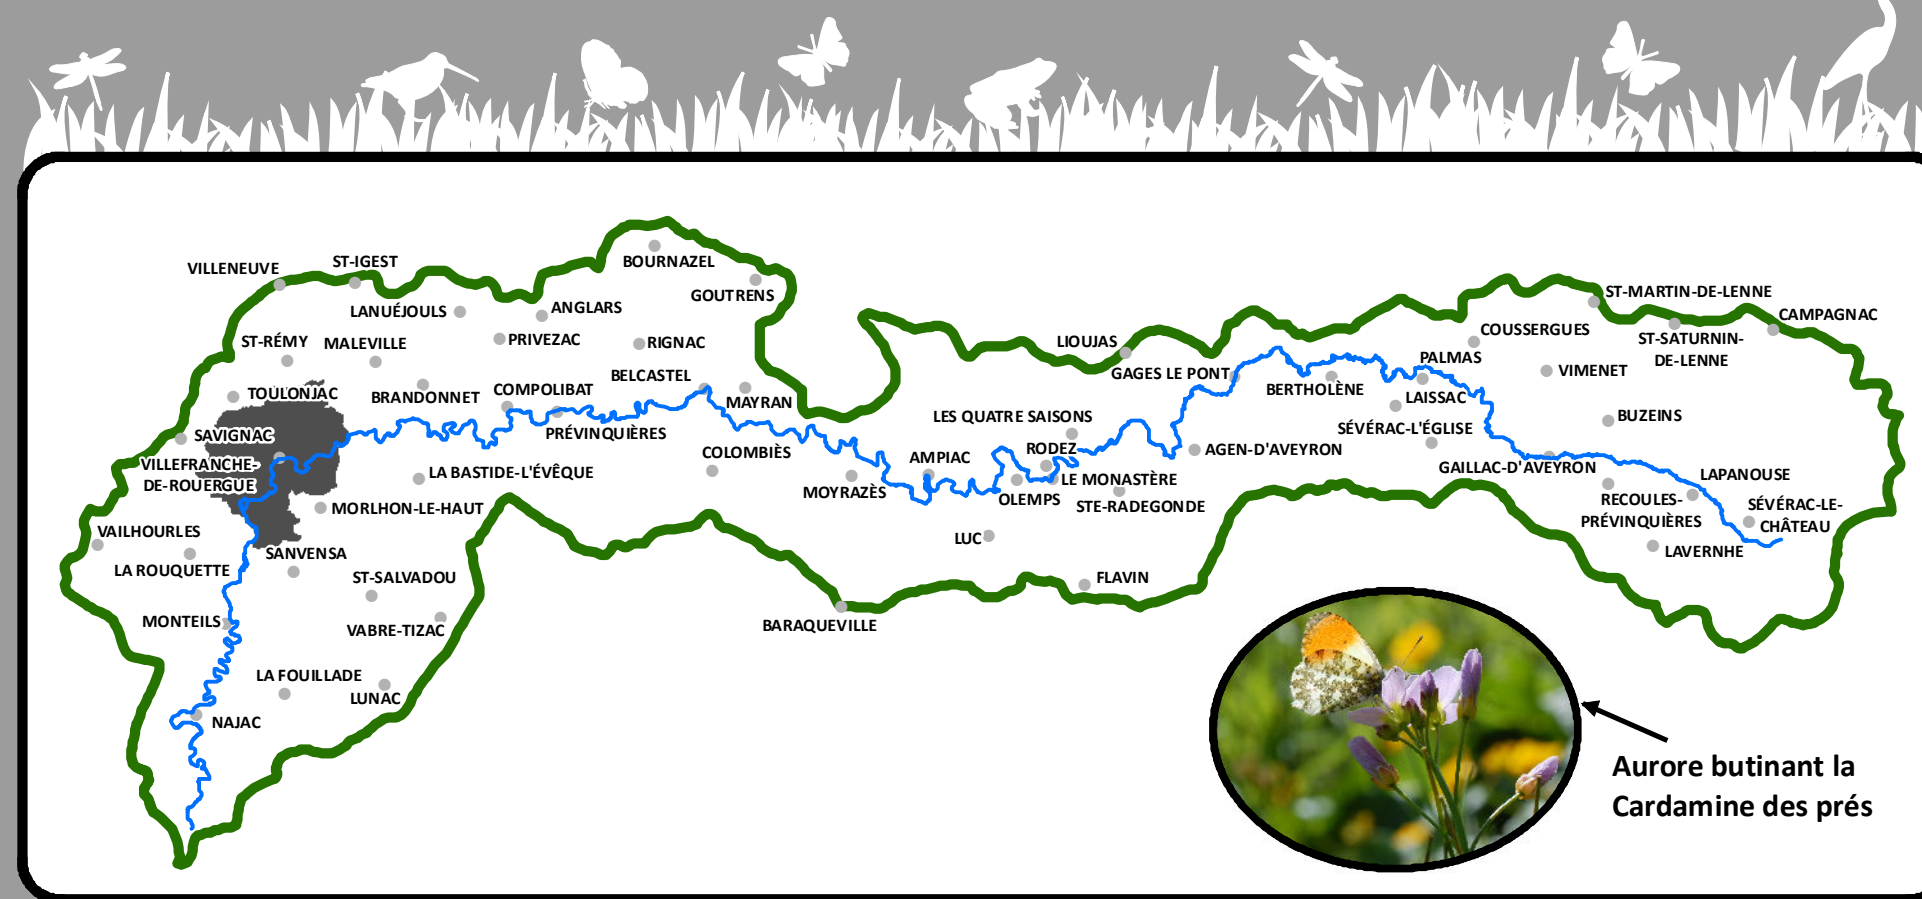 VILLENEUVE
ST-IGEST
BOURNAZEL
GOUTRENS
LANUÉJOULS
ANGLARS
ST-RÉMY
MALEVILLE
PRIVEZAC
RIGNAC
BELCASTEL
TOULONJAC
BRANDONNET
COMPOLIBAT
MAYRAN
PRÉVINQUIÈRES
SAVIGNAC
VILLEFRANCHE-
DE-ROUERGUE
LA BASTIDE-L'ÉVÊQUE
COLOMBIÈS
MORLHON-LE-HAUT
VAILHOURLES
LA ROUQUETTE
SANVENSA
ST-SALVADOU
MONTEILS
VABRE-TIZAC
LA FOUILLADE
LUNAC
NAJAC
MOYRAZÈS
AMPIAC
LES QUATRE SAISONS
RODEZ
LE MONASTÈRE
OLEMPS
STE-RADEGONDE
LUC
FLAVIN
BARAQUEVILLE
LIOUJAS
GAGES LE PONT
AGEN-D'AVEYRON
BERTHOLÈNE
PALMAS
LAISSAC
SÉVÉRAC-L'ÉGLISE
GAILLAC-D'AVEYRON
COUSSERGUES
ST-MARTIN-DE-LENNE
ST-SATURNIN-
DE-LENNE
CAMPAGNAC
VIMENET
BUZEINS
LAPANOUSE
RECOULES-
PRÉVINQUIÈRES
SÉVÉRAC-LE-
CHÂTEAU
LAVERNHE
Aurore butinant la
Cardamine des prés